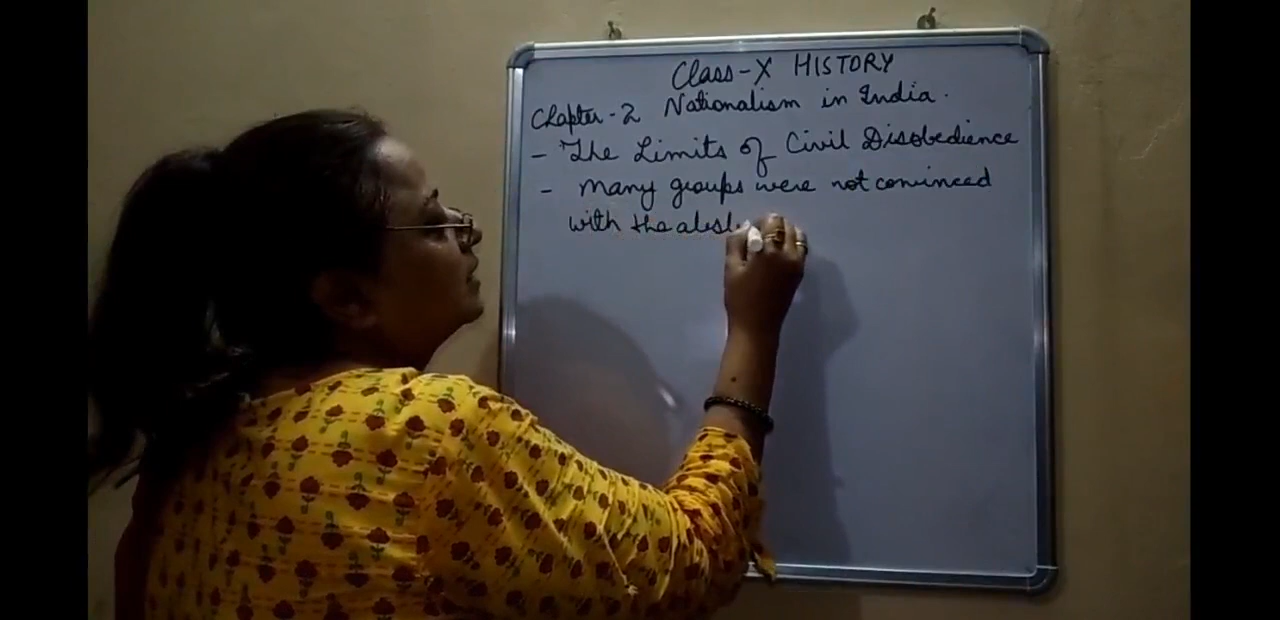 Class-X HISTORY
Chapter-2 Nationalism in India.
- The Limits of Civil Disobedience
- Many groups were not convinced
with the